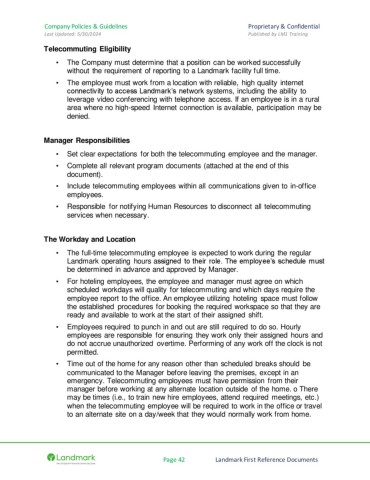 Company Policies & Guidelines Proprietary & Confidential
Last Updated: 5/30/2024 Published by LM1 Training
Telecommuting Eligibility
• The Company must determine that a position can be worked successfully
without the requirement of reporting to a Landmark facility full time.
• The employee must work from a location with reliable, high quality internet
connectivity to access Landmark's network systems, including the ability to
leverage video conferencing with telephone access. If an employee is in a rural
area where no high-speed Internet connection is available, participation may be
denied.
Manager Responsibilities
• Set clear expectations for both the telecommuting employee and the manager.
• Complete all relevant program documents (attached at the end of this
document).
• Include telecommuting employees within all communications given to in-office
employees.
• Responsible for notifying Human Resources to disconnect all telecommuting
services when necessary.
The Workday and Location
• The full-time telecommuting employee is expected to work during the regular
Landmark operating hours assigned to their role. The employee's schedule must
be determined in advance and approved by Manager.
• For hoteling employees, the employee and manager must agree on which
scheduled workdays will qualify for telecommuting and which days require the
employee report to the office. An employee utilizing hoteling space must follow
the established procedures for booking the required workspace so that they are
ready and available to work at the start of their assigned shift.
• Employees required to punch in and out are still required to do so. Hourly
employees are responsible for ensuring they work only their assigned hours and
do not accrue unauthorized overtime. Performing of any work off the clock is not
permitted.
• Time out of the home for any reason other than scheduled breaks should be
communicated to the Manager before leaving the premises, except in an
emergency. Telecommuting employees must have permission from their
manager before working at any alternate location outside of the home. o There
may be times (i.e., to train new hire employees, attend required meetings, etc.)
when the telecommuting employee will be required to work in the office or travel
to an alternate site on a day/week that they would normally work from home.
Landmark Page 42 Landmark First Reference Documents